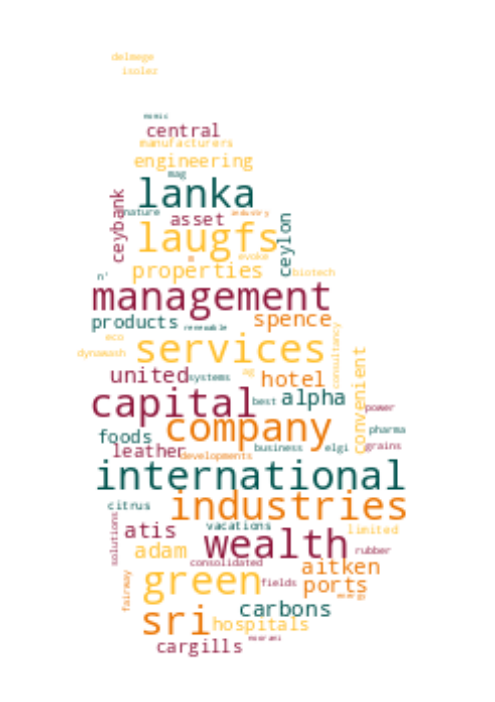 delmege
isolez
central
manufacturers
engineering
mag
lanka
ceybank
nature
asset
industry
laugfs
ceylon
evoke
properties
n'
biotech
management
products
renewable
spence
eco
services
dynawash
consultancy
convenient
united
systems
ag
hotel
capital
best
alpha
power
company
foods
pharma
leather
developments
business
elgi
grains
international
citrus
industries
solutions
atis
vacations
limited
wealth
adam
consolidated
rubber
aitken
fairway
green
fields
ports
carbons
sri
hospitals
cargills